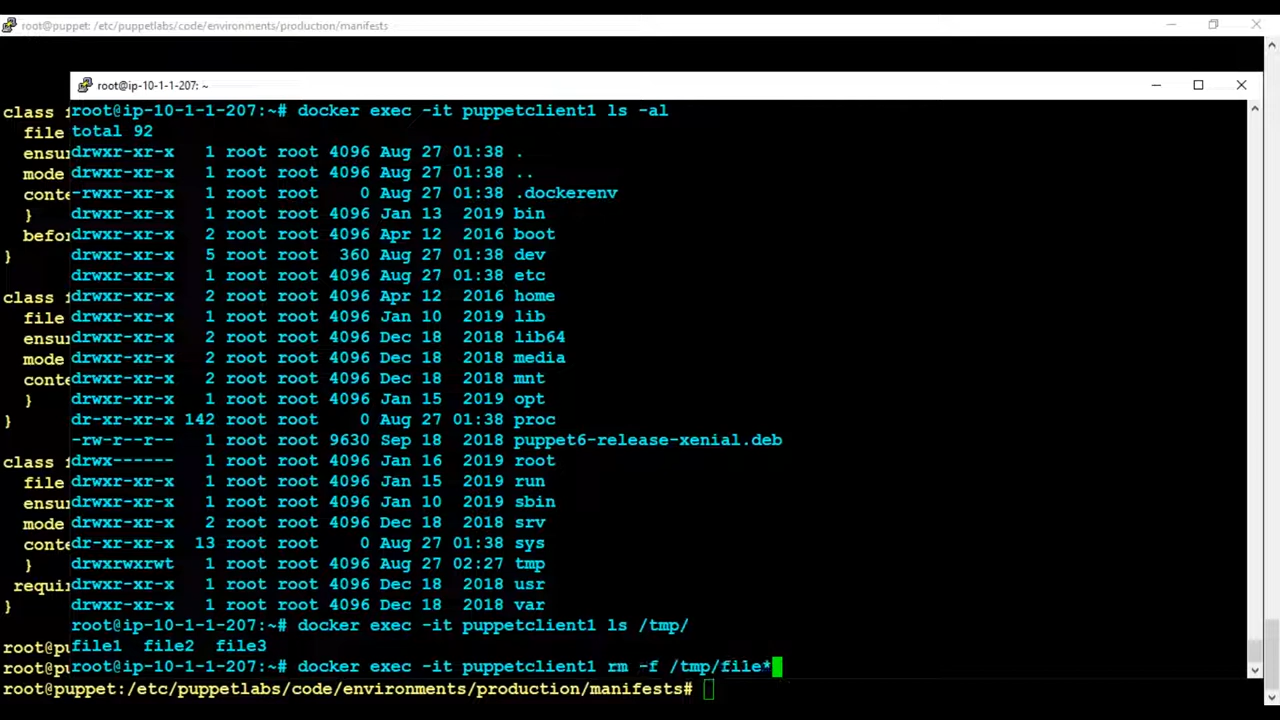 root@puppet: /etc/puppetlabs/code/environments/production/manifests
root@ip-10-1-1-207: ~
root@ip-10-1-1-207:~# docker exec -it puppetclient1 ls -al
total 92
drwxr-xr-x   1 root root 4096 Aug 27 01:38 .
drwxr-xr-x   1 root root 4096 Aug 27 01:38 ..
-rwxr-xr-x   1 root root    0 Aug 27 01:38 .dockerenv
drwxr-xr-x   1 root root 4096 Jan 13  2019 bin
drwxr-xr-x   2 root root 4096 Apr 12  2016 boot
drwxr-xr-x   5 root root  360 Aug 27 01:38 dev
drwxr-xr-x   1 root root 4096 Aug 27 01:38 etc
drwxr-xr-x   2 root root 4096 Apr 12  2016 home
drwxr-xr-x   1 root root 4096 Jan 10  2019 lib
drwxr-xr-x   2 root root 4096 Dec 18  2018 lib64
drwxr-xr-x   2 root root 4096 Dec 18  2018 media
drwxr-xr-x   2 root root 4096 Dec 18  2018 mnt
drwxr-xr-x   1 root root 4096 Jan 15  2019 opt
dr-xr-xr-x 142 root root    0 Aug 27 01:38 proc
-rw-r--r--   1 root root 9630 Sep 18  2018 puppet6-release-xenial.deb
drwx------   1 root root 4096 Jan 16  2019 root
drwxr-xr-x   1 root root 4096 Jan 15  2019 run
drwxr-xr-x   1 root root 4096 Jan 10  2019 sbin
drwxr-xr-x   2 root root 4096 Dec 18  2018 srv
dr-xr-xr-x  13 root root    0 Aug 27 01:38 sys
drwxrwxrwt   1 root root 4096 Aug 27 02:27 tmp
drwxr-xr-x   1 root root 4096 Dec 18  2018 usr
drwxr-xr-x   1 root root 4096 Dec 18  2018 var
root@ip-10-1-1-207:~# docker exec -it puppetclient1 ls /tmp/
file1  file2  file3
root@ip-10-1-1-207:~# docker exec -it puppetclient1 rm -f /tmp/file*
class f
file
ensu
mode
conte
}
befor
}
class f
file
ensur
mode
conte
}
}
class f
file
ensur
mode
conte
}
requir
}
root@pu
root@pu
root@puppet:/etc/puppetlabs/code/environments/production/manifests#